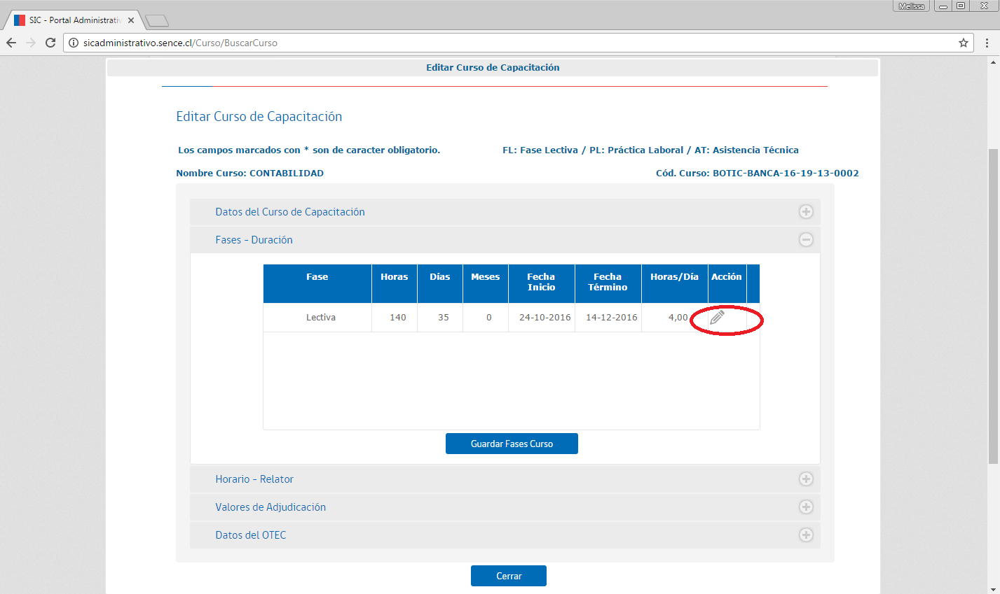 Melissa
SIC - Portal Administrativ
sicadministrativo.sence.cl/Curso/BuscarCurso
Editar Curso de Capacitación
Editar Curso de Capacitación
Los campos marcados con * son de caracter obligatorio.
FL: Fase Lectiva / PL: Práctica Laboral / AT: Asistencia Técnica
Nombre Curso: CONTABILIDAD
Cód. Curso: BOTIC-BANCA-16-19-13-0002
Datos del Curso de Capacitación
Fases - Duración
Fase Horas Días Meses Fecha Inicio Fecha Término Horas/Día Acción
Lectiva 140 35 0 24-10-2016 14-12-2016 4,00
Guardar Fases Curso
Horario - Relator
Valores de Adjudicación
Datos del OTEC
Cerrar